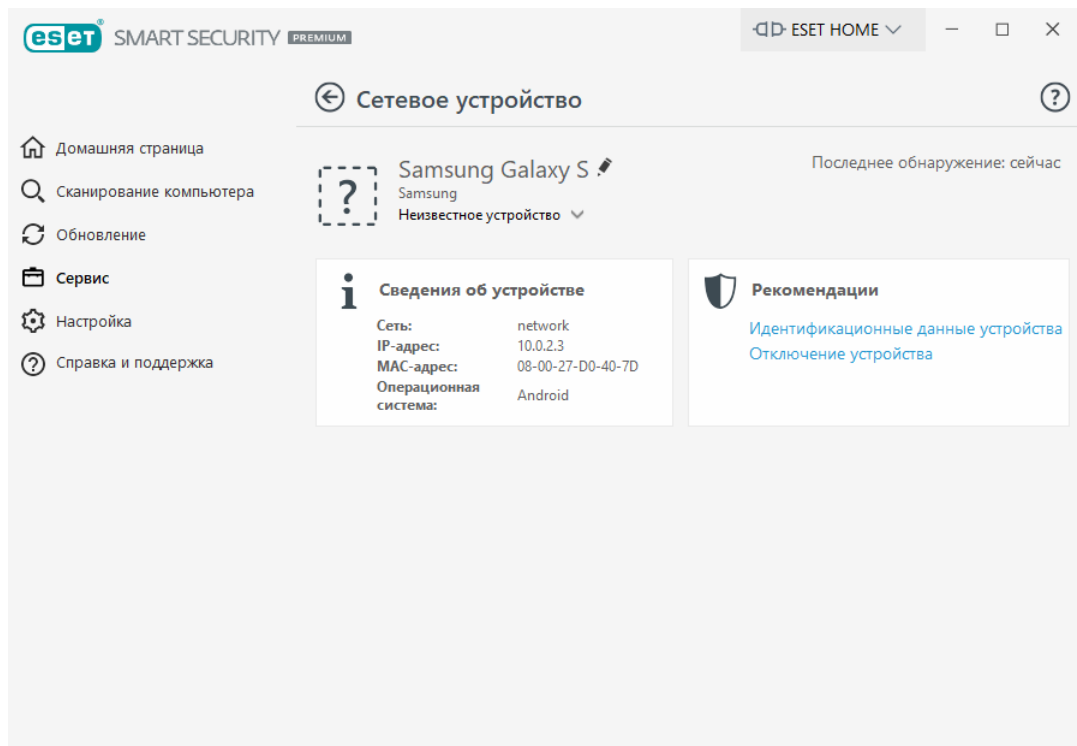 eseT® SMART SECURITY PREMIUM
ESET HOME
Сетевое устройство
?
Домашняя страница
Сканирование компьютера
Обновление
Сервис
Настройка
Справка и поддержка
?
Samsung Galaxy S
Samsung
Неизвестное устройство
Последнее обнаружение: сейчас
Сведения об устройстве
Сеть: network
IP-адрес: 10.0.2.3
MAC-адрес: 08-00-27-D0-40-7D
Операционная система: Android
Рекомендации
Идентификационные данные устройства
Отключение устройства